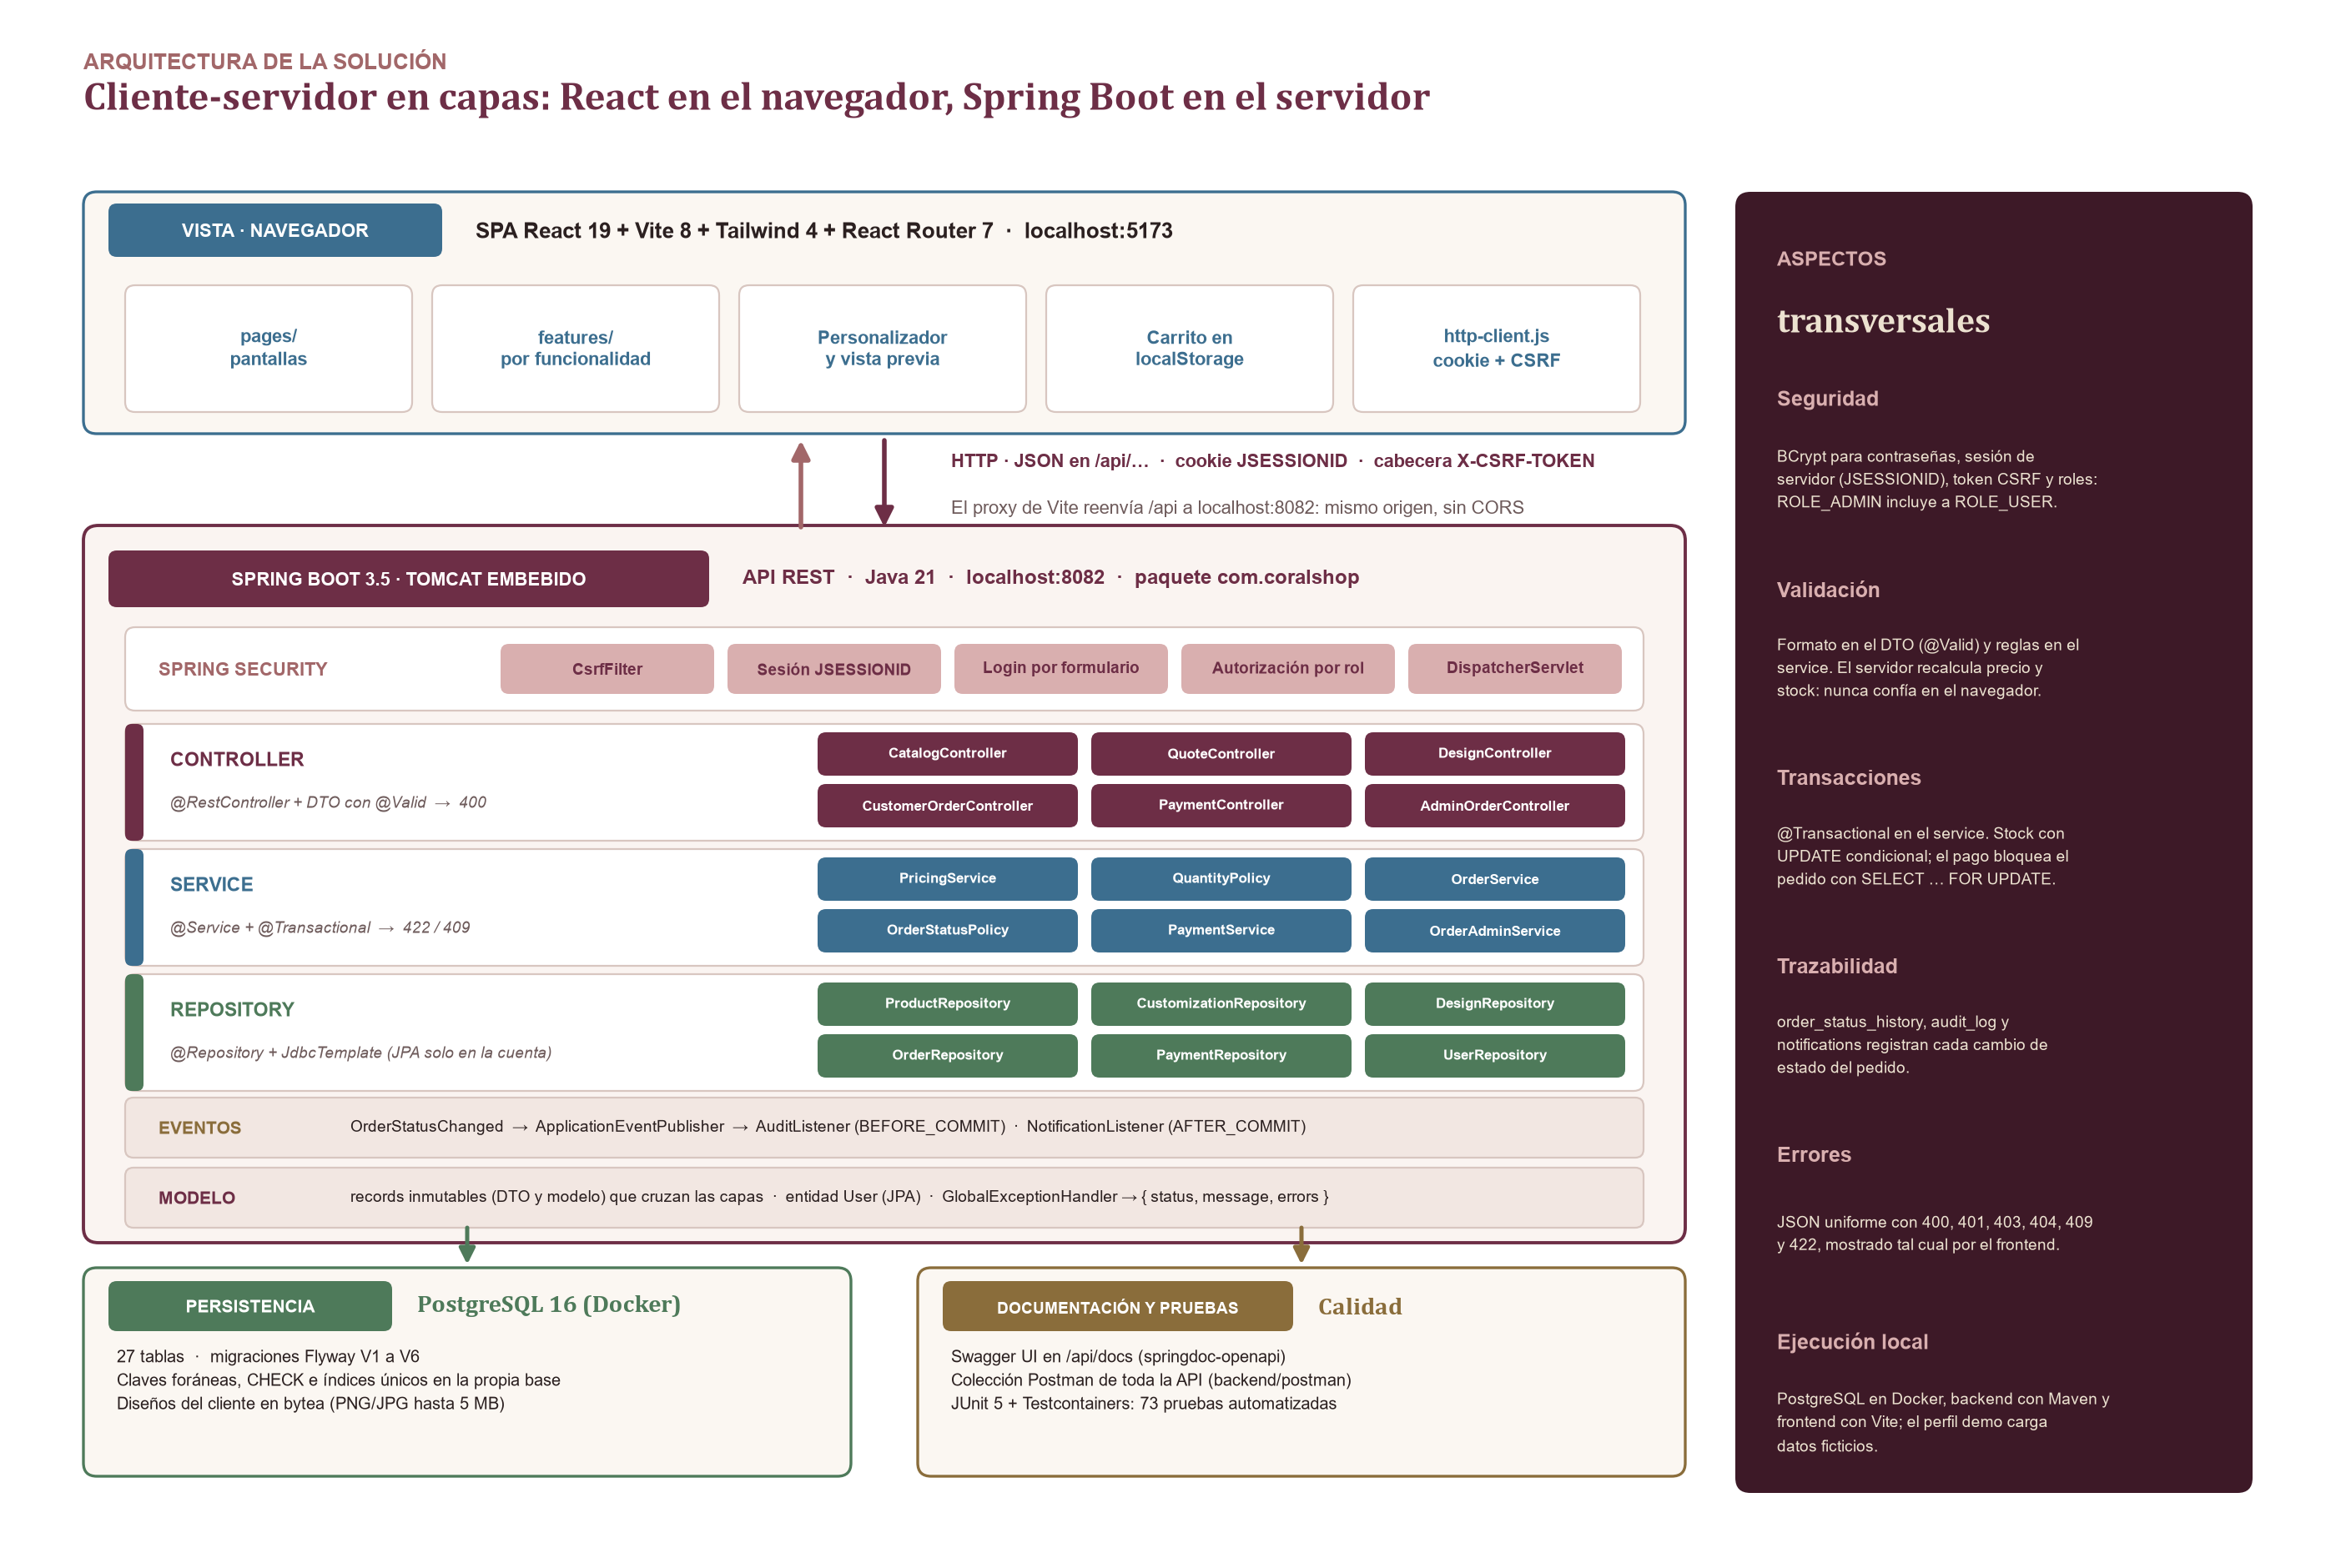 ARQUITECTURA DE LA SOLUCIÓN
Cliente-servidor en capas: React en el navegador, Spring Boot en el servidor
VISTA · NAVEGADOR
SPA React 19 + Vite 8 + Tailwind 4 + React Router 7 · localhost:5173
pages/
pantallas
features/
por funcionalidad
Personalizador
y vista previa
Carrito en
localStorage
http-client.js
cookie + CSRF
HTTP · JSON en /api/… · cookie JSESSIONID · cabecera X-CSRF-TOKEN
El proxy de Vite reenvía /api a localhost:8082: mismo origen, sin CORS
SPRING BOOT 3.5 · TOMCAT EMBEBIDO
API REST · Java 21 · localhost:8082 · paquete com.coralshop
SPRING SECURITY
CsrfFilter
Sesión JSESSIONID
Login por formulario
Autorización por rol
DispatcherServlet
CONTROLLER
@RestController + DTO con @Valid → 400
CatalogController
QuoteController
DesignController
CustomerOrderController
PaymentController
AdminOrderController
SERVICE
@Service + @Transactional → 422 / 409
PricingService
QuantityPolicy
OrderService
OrderStatusPolicy
PaymentService
OrderAdminService
REPOSITORY
@Repository + JdbcTemplate (JPA solo en la cuenta)
ProductRepository
CustomizationRepository
DesignRepository
OrderRepository
PaymentRepository
UserRepository
EVENTOS
OrderStatusChanged → ApplicationEventPublisher → AuditListener (BEFORE_COMMIT) · NotificationListener (AFTER_COMMIT)
MODELO
records inmutables (DTO y modelo) que cruzan las capas · entidad User (JPA) · GlobalExceptionHandler → { status, message, errors }
PERSISTENCIA
PostgreSQL 16 (Docker)
27 tablas · migraciones Flyway V1 a V6
Claves foráneas, CHECK e índices únicos en la propia base
Diseños del cliente en bytea (PNG/JPG hasta 5 MB)
DOCUMENTACIÓN Y PRUEBAS
Calidad
Swagger UI en /api/docs (springdoc-openapi)
Colección Postman de toda la API (backend/postman)
JUnit 5 + Testcontainers: 73 pruebas automatizadas
ASPECTOS
transversales
Seguridad
BCrypt para contraseñas, sesión de
servidor (JSESSIONID), token CSRF y roles:
ROLE_ADMIN incluye a ROLE_USER.
Validación
Formato en el DTO (@Valid) y reglas en el
service. El servidor recalcula precio y
stock: nunca confía en el navegador.
Transacciones
@Transactional en el service. Stock con
UPDATE condicional; el pago bloquea el
pedido con SELECT … FOR UPDATE.
Trazabilidad
order_status_history, audit_log y
notifications registran cada cambio de
estado del pedido.
Errores
JSON uniforme con 400, 401, 403, 404, 409
y 422, mostrado tal cual por el frontend.
Ejecución local
PostgreSQL en Docker, backend con Maven y
frontend con Vite; el perfil demo carga
datos ficticios.